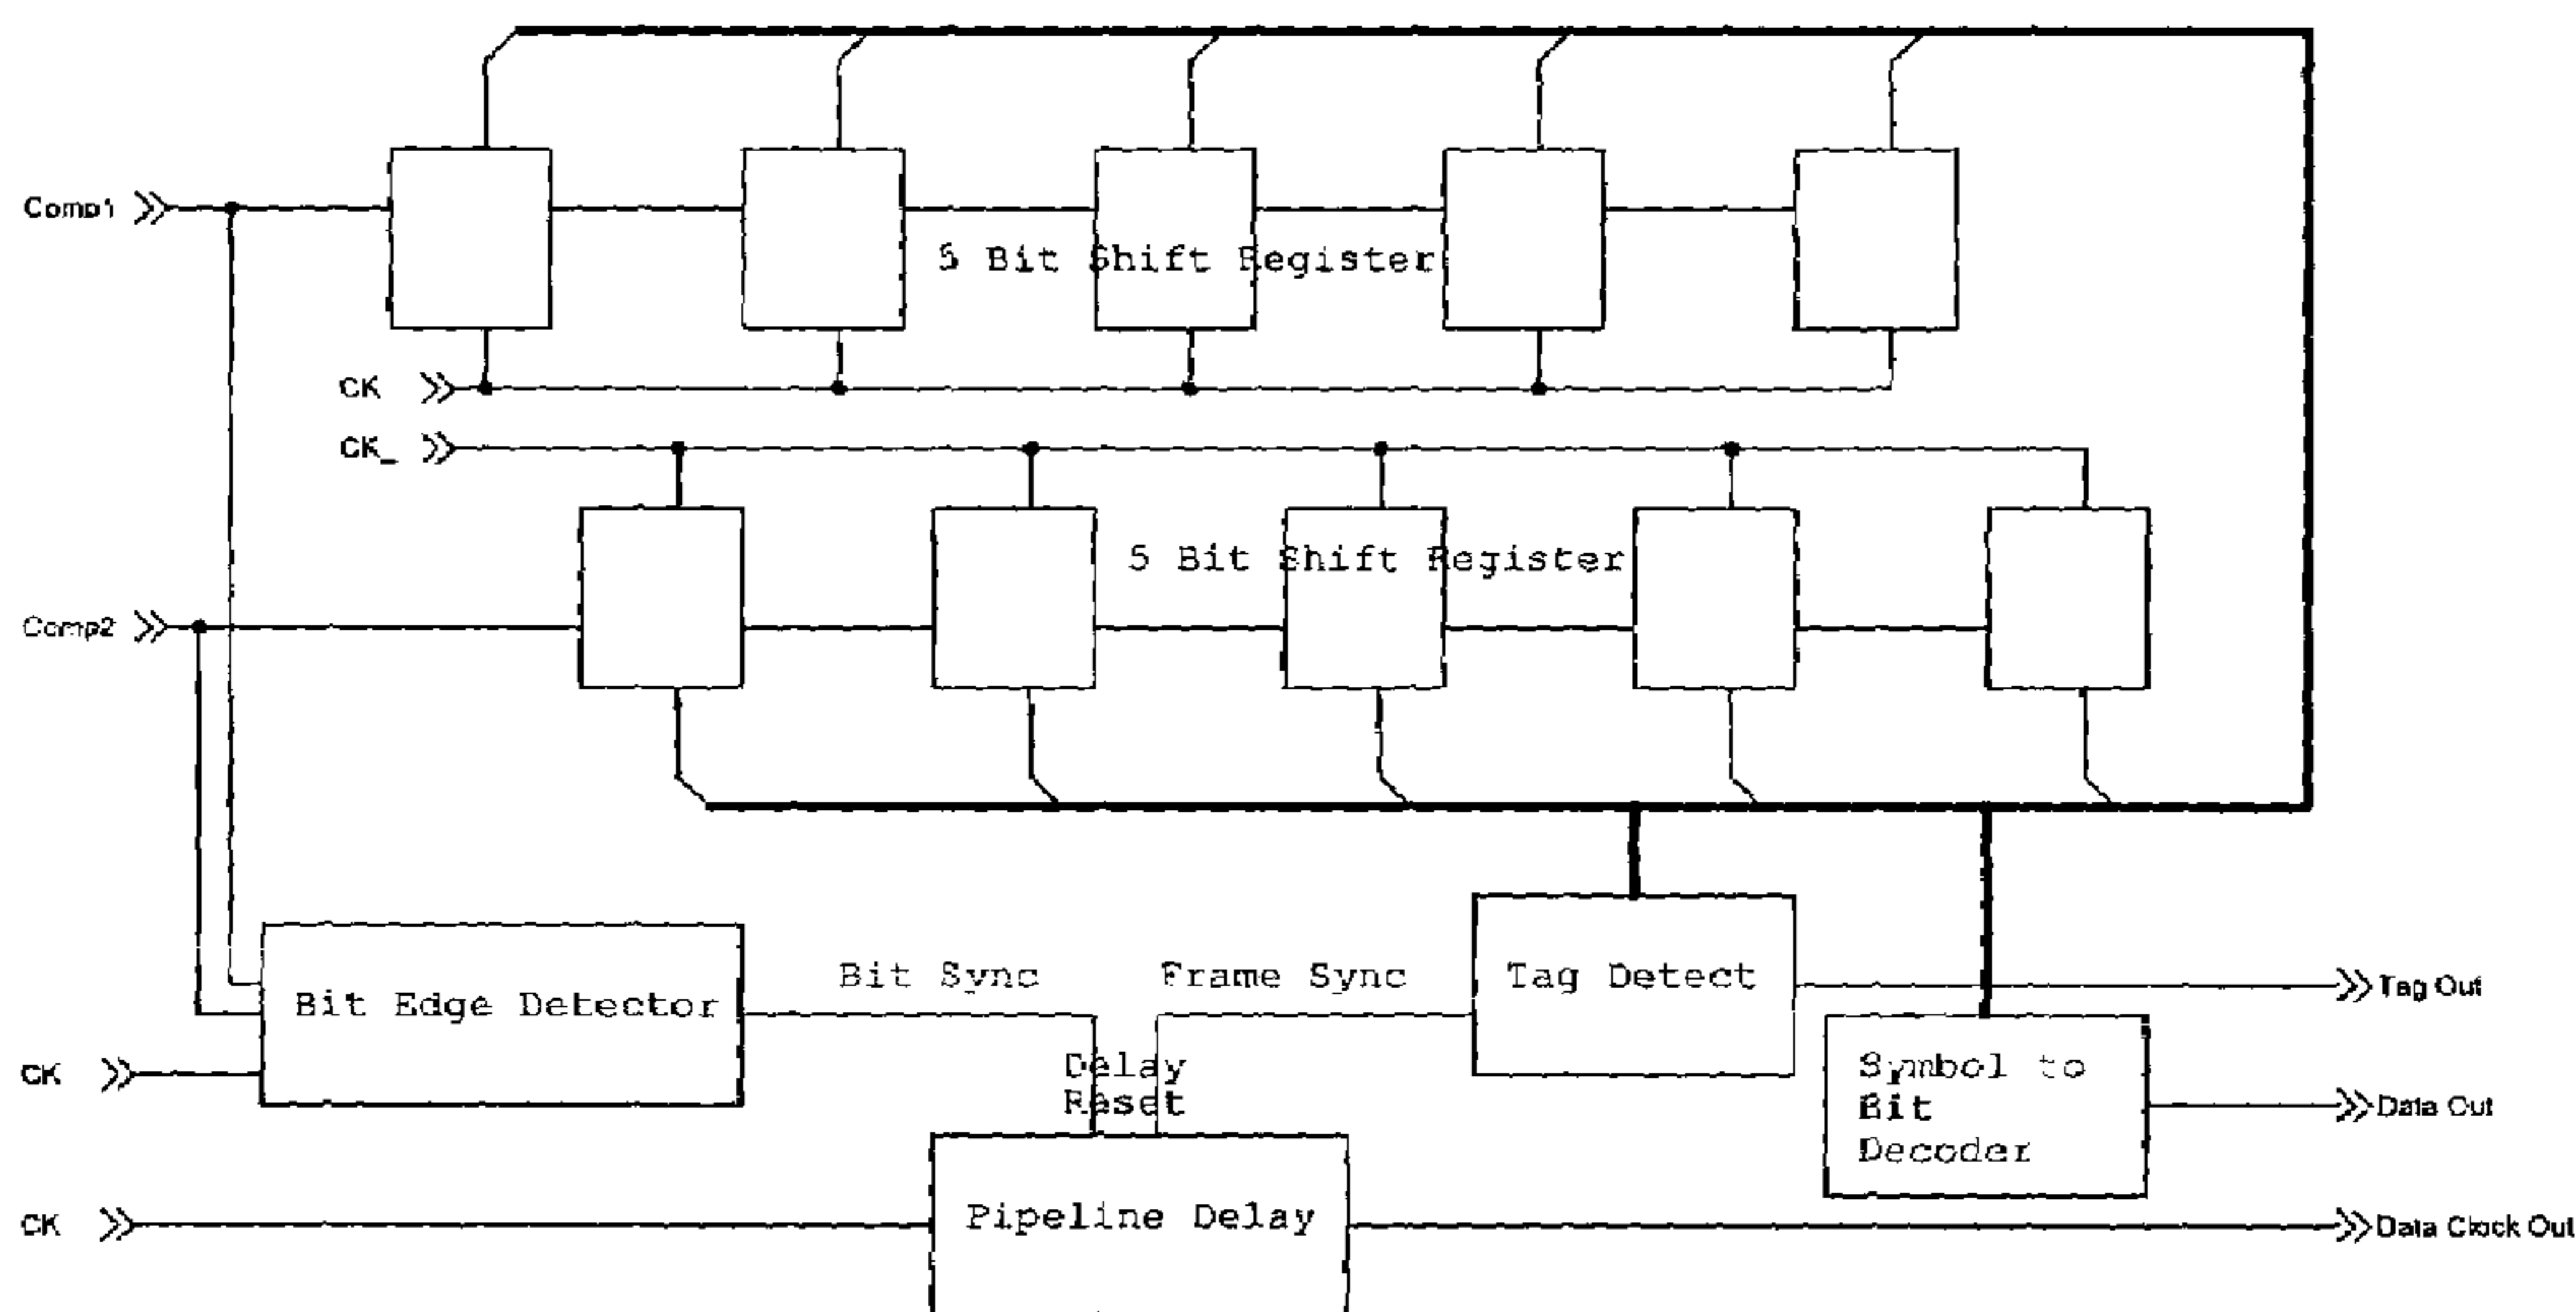 Comp1
5 Bit Shift Register
CK
CK_
5 Bit Shift Register
Comp2
Bit Edge Detector
Bit Sync
Frame Sync
Tag Detect
Tag Out
CK
Delay
Reset
Symbol to
Bit
Decoder
Data Out
CK
Pipeline Delay
Data Clock Out